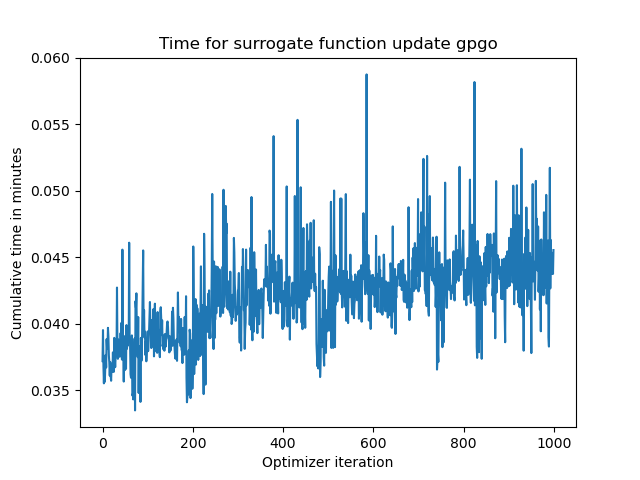 Time for surrogate function update gpgo
0.060
0.055
0.050
0.045
0.040
0.035
Cumulative time in minutes
0 200 400 600 800 1000
Optimizer iteration